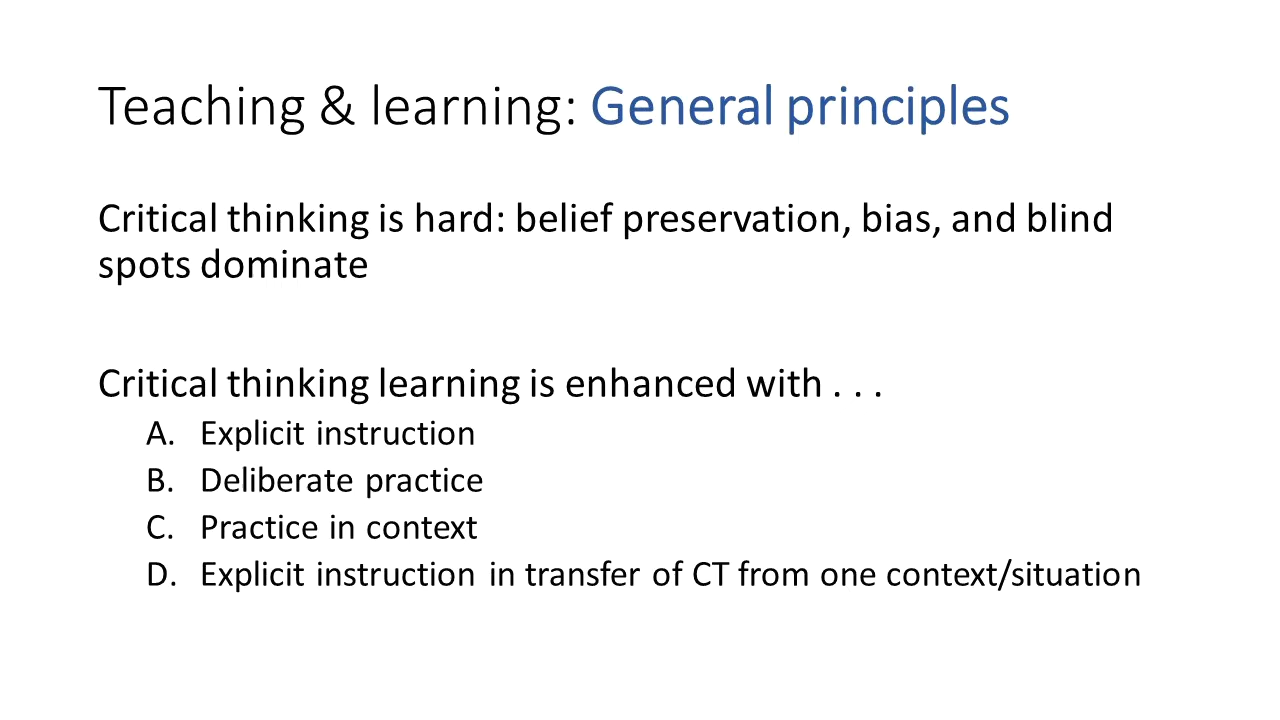 Teaching & learning: General principles
Critical thinking is hard: belief preservation, bias, and blind
spots dominate
Critical thinking learning is enhanced with . . .
A. Explicit instruction
B. Deliberate practice
C. Practice in context
D. Explicit instruction in transfer of CT from one context/situation